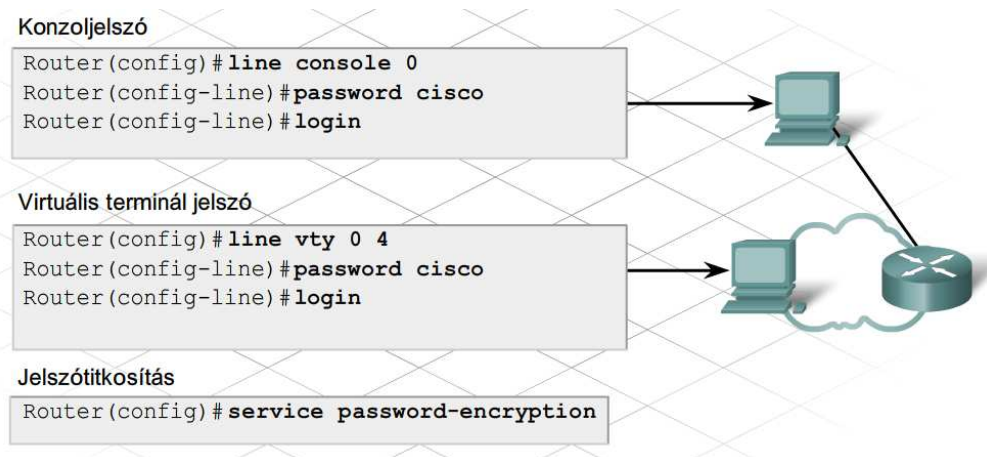 Konzoljelszó
Router(config)#line console 0
Router(config-line)#password cisco
Router(config-line)#login
Virtuális terminál jelszó
Router(config)#line vty 0 4
Router(config-line)#password cisco
Router(config-line)#login
Jelszótitkosítás
Router(config)#service password-encryption